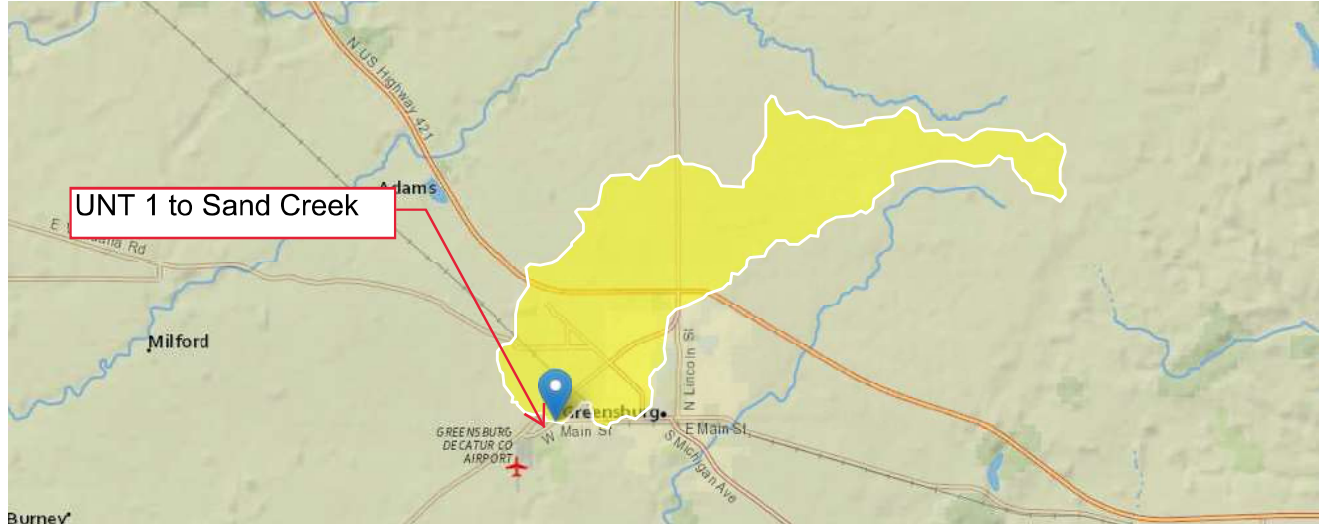 N US Highway 421
Adams
UNT 1 to Sand Creek
Rd
Milford
N Lincoln St
Greensburg
GREENSBURG
DECATUR CO
AIRPORT
W Main St
E Main St
S Michigan Ave
Burney